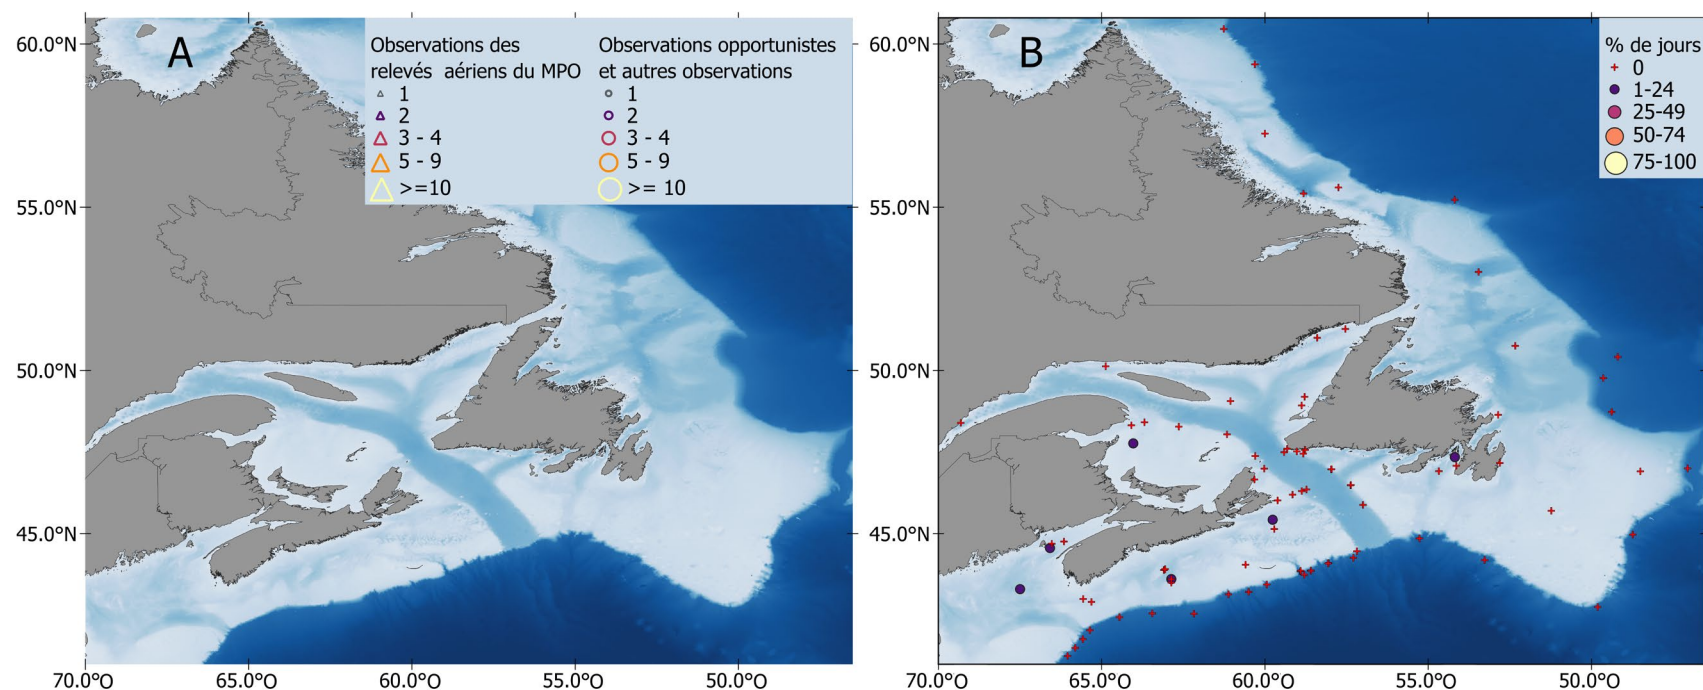 A
Observations des
relevés aériens du MPO
1
2
3 - 4
5 - 9
>=10
Observations opportunistes
et autres observations
1
2
3 - 4
5 - 9
>= 10
60.0°N
55.0°N
50.0°N
45.0°N
70.0°O
65.0°O
60.0°O
55.0°O
50.0°O
B
% de jours
0
1-24
25-49
50-74
75-100
60.0°N
55.0°N
50.0°N
45.0°N
70.0°O
65.0°O
60.0°O
55.0°O
50.0°O